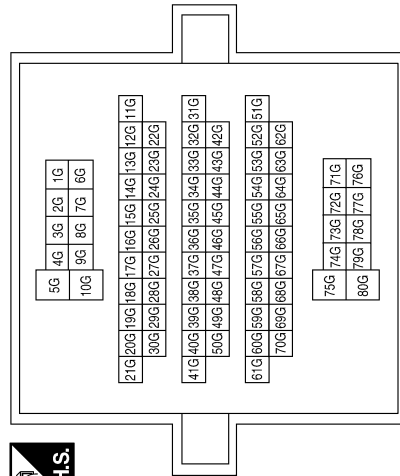 H.S.
5G 4G 3G 2G 1G
10G 9G 8G 7G 6G
21G 20G 19G 18G 17G 16G 15G 14G 13G 12G 11G
30G 29G 28G 27G 26G 25G 24G 23G 22G
41G 40G 39G 38G 37G 36G 35G 34G 33G 32G 31G
50G 49G 48G 47G 46G 45G 44G 43G 42G
61G 60G 59G 58G 57G 56G 55G 54G 53G 52G 51G
70G 69G 68G 67G 66G 65G 64G 63G 62G
75G 74G 73G 72G 71G
80G 79G 78G 77G 76G